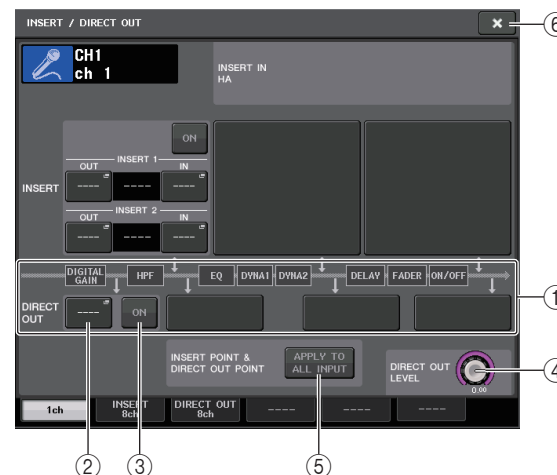 INSERT / DIRECT OUT
×
⑥
CH1
ch 1
INSERT IN
HA
ON
INSERT 1
OUT
IN
INSERT
----
----
----
INSERT 2
OUT
IN
----
----
----
DIGITAL GAIN
HPF
EQ
DYNA1
DYNA2
DELAY
FADER
ON/OFF
①
DIRECT OUT
----
ON
INSERT POINT &
DIRECT OUT POINT
APPLY TO
ALL INPUT
DIRECT OUT
LEVEL
0.00
④
1ch
INSERT
8ch
DIRECT OUT
8ch
----
----
----
②
③
⑤